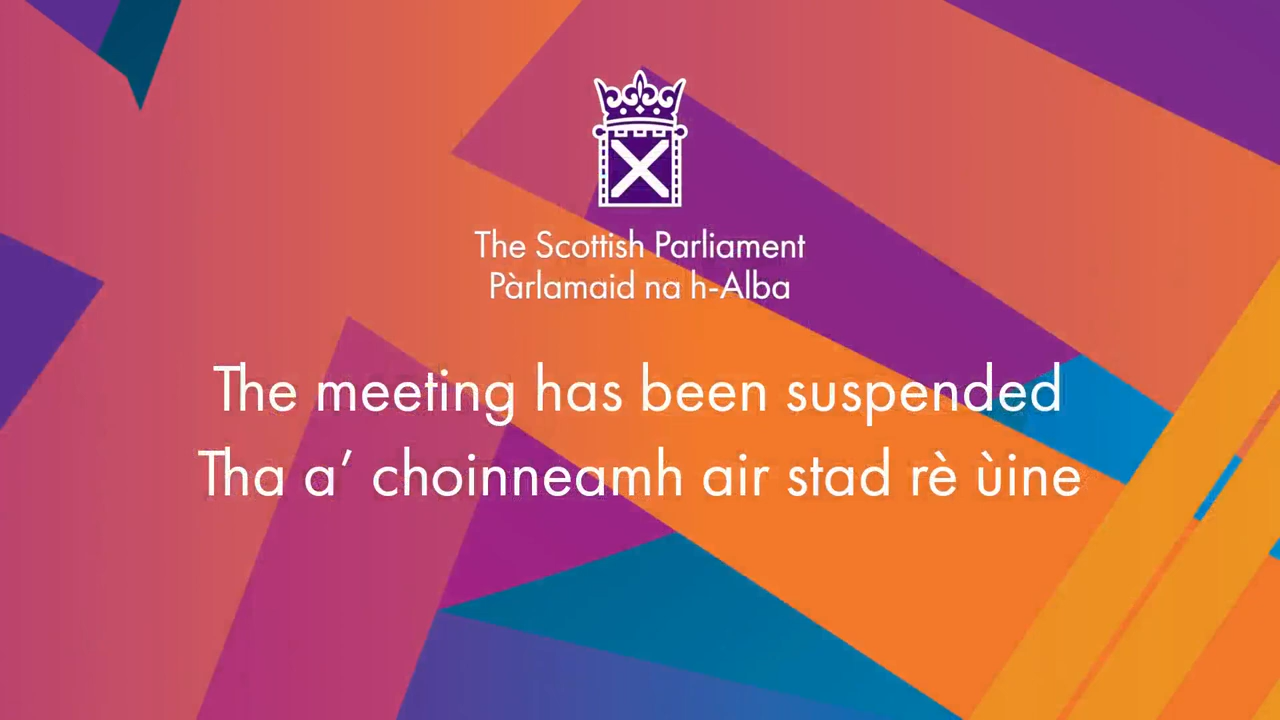 The Scottish Parliament
Pàrlamaid na h-Alba
The meeting has been suspended
Tha a’ choinneamh air stad rè ùine